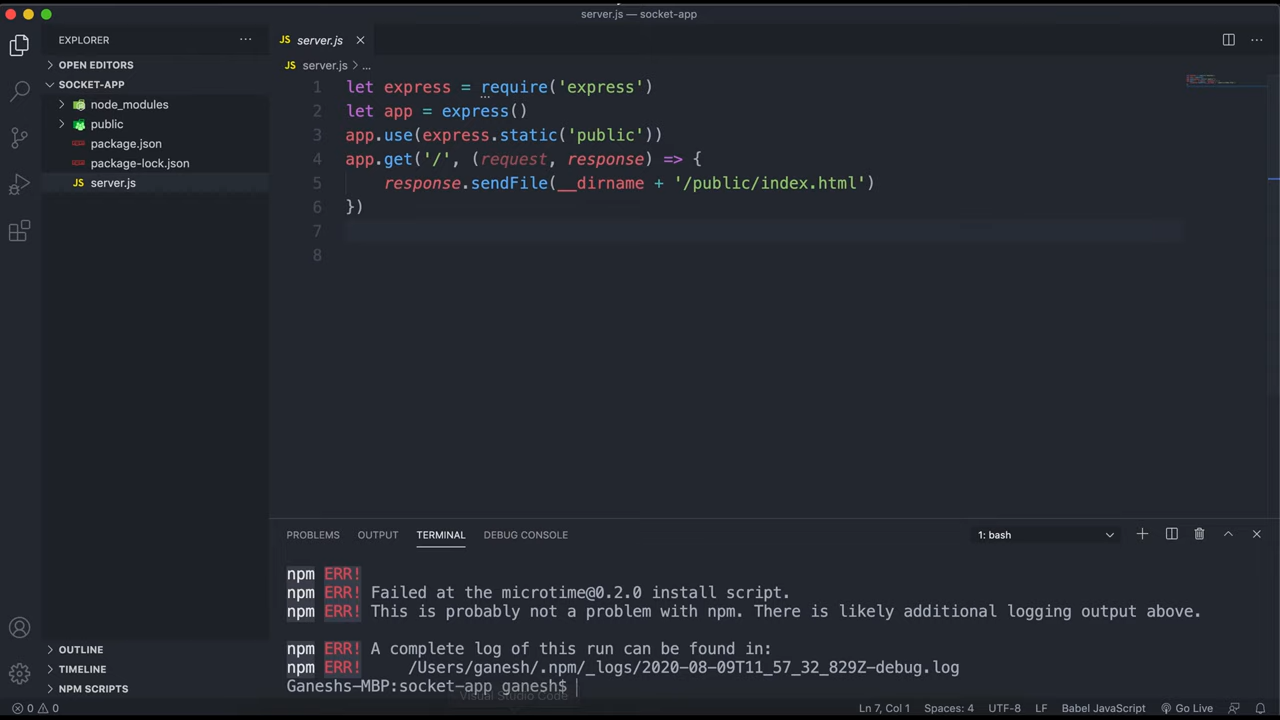 server.js — socket-app
EXPLORER
server.js
OPEN EDITORS
server.js > ...
SOCKET-APP
node_modules
public
package.json
package-lock.json
server.js
1 let express = require('express')
2 let app = express()
3 app.use(express.static('public'))
4 app.get('/', (request, response) => {
5 response.sendFile(__dirname + '/public/index.html')
6 })
7
8
PROBLEMS OUTPUT TERMINAL DEBUG CONSOLE 1: bash
npm ERR!
npm ERR! Failed at the microtime@0.2.0 install script.
npm ERR! This is probably not a problem with npm. There is likely additional logging output above.
npm ERR! A complete log of this run can be found in:
npm ERR! /Users/ganesh/.npm/_logs/2020-08-09T11_57_32_829Z-debug.log
Ganeshs-MBP:socket-app ganesh$
Visual Studio Code
OUTLINE
TIMELINE
NPM SCRIPTS
0 0 Ln 7, Col 1 Spaces: 4 UTF-8 LF Babel JavaScript Go Live